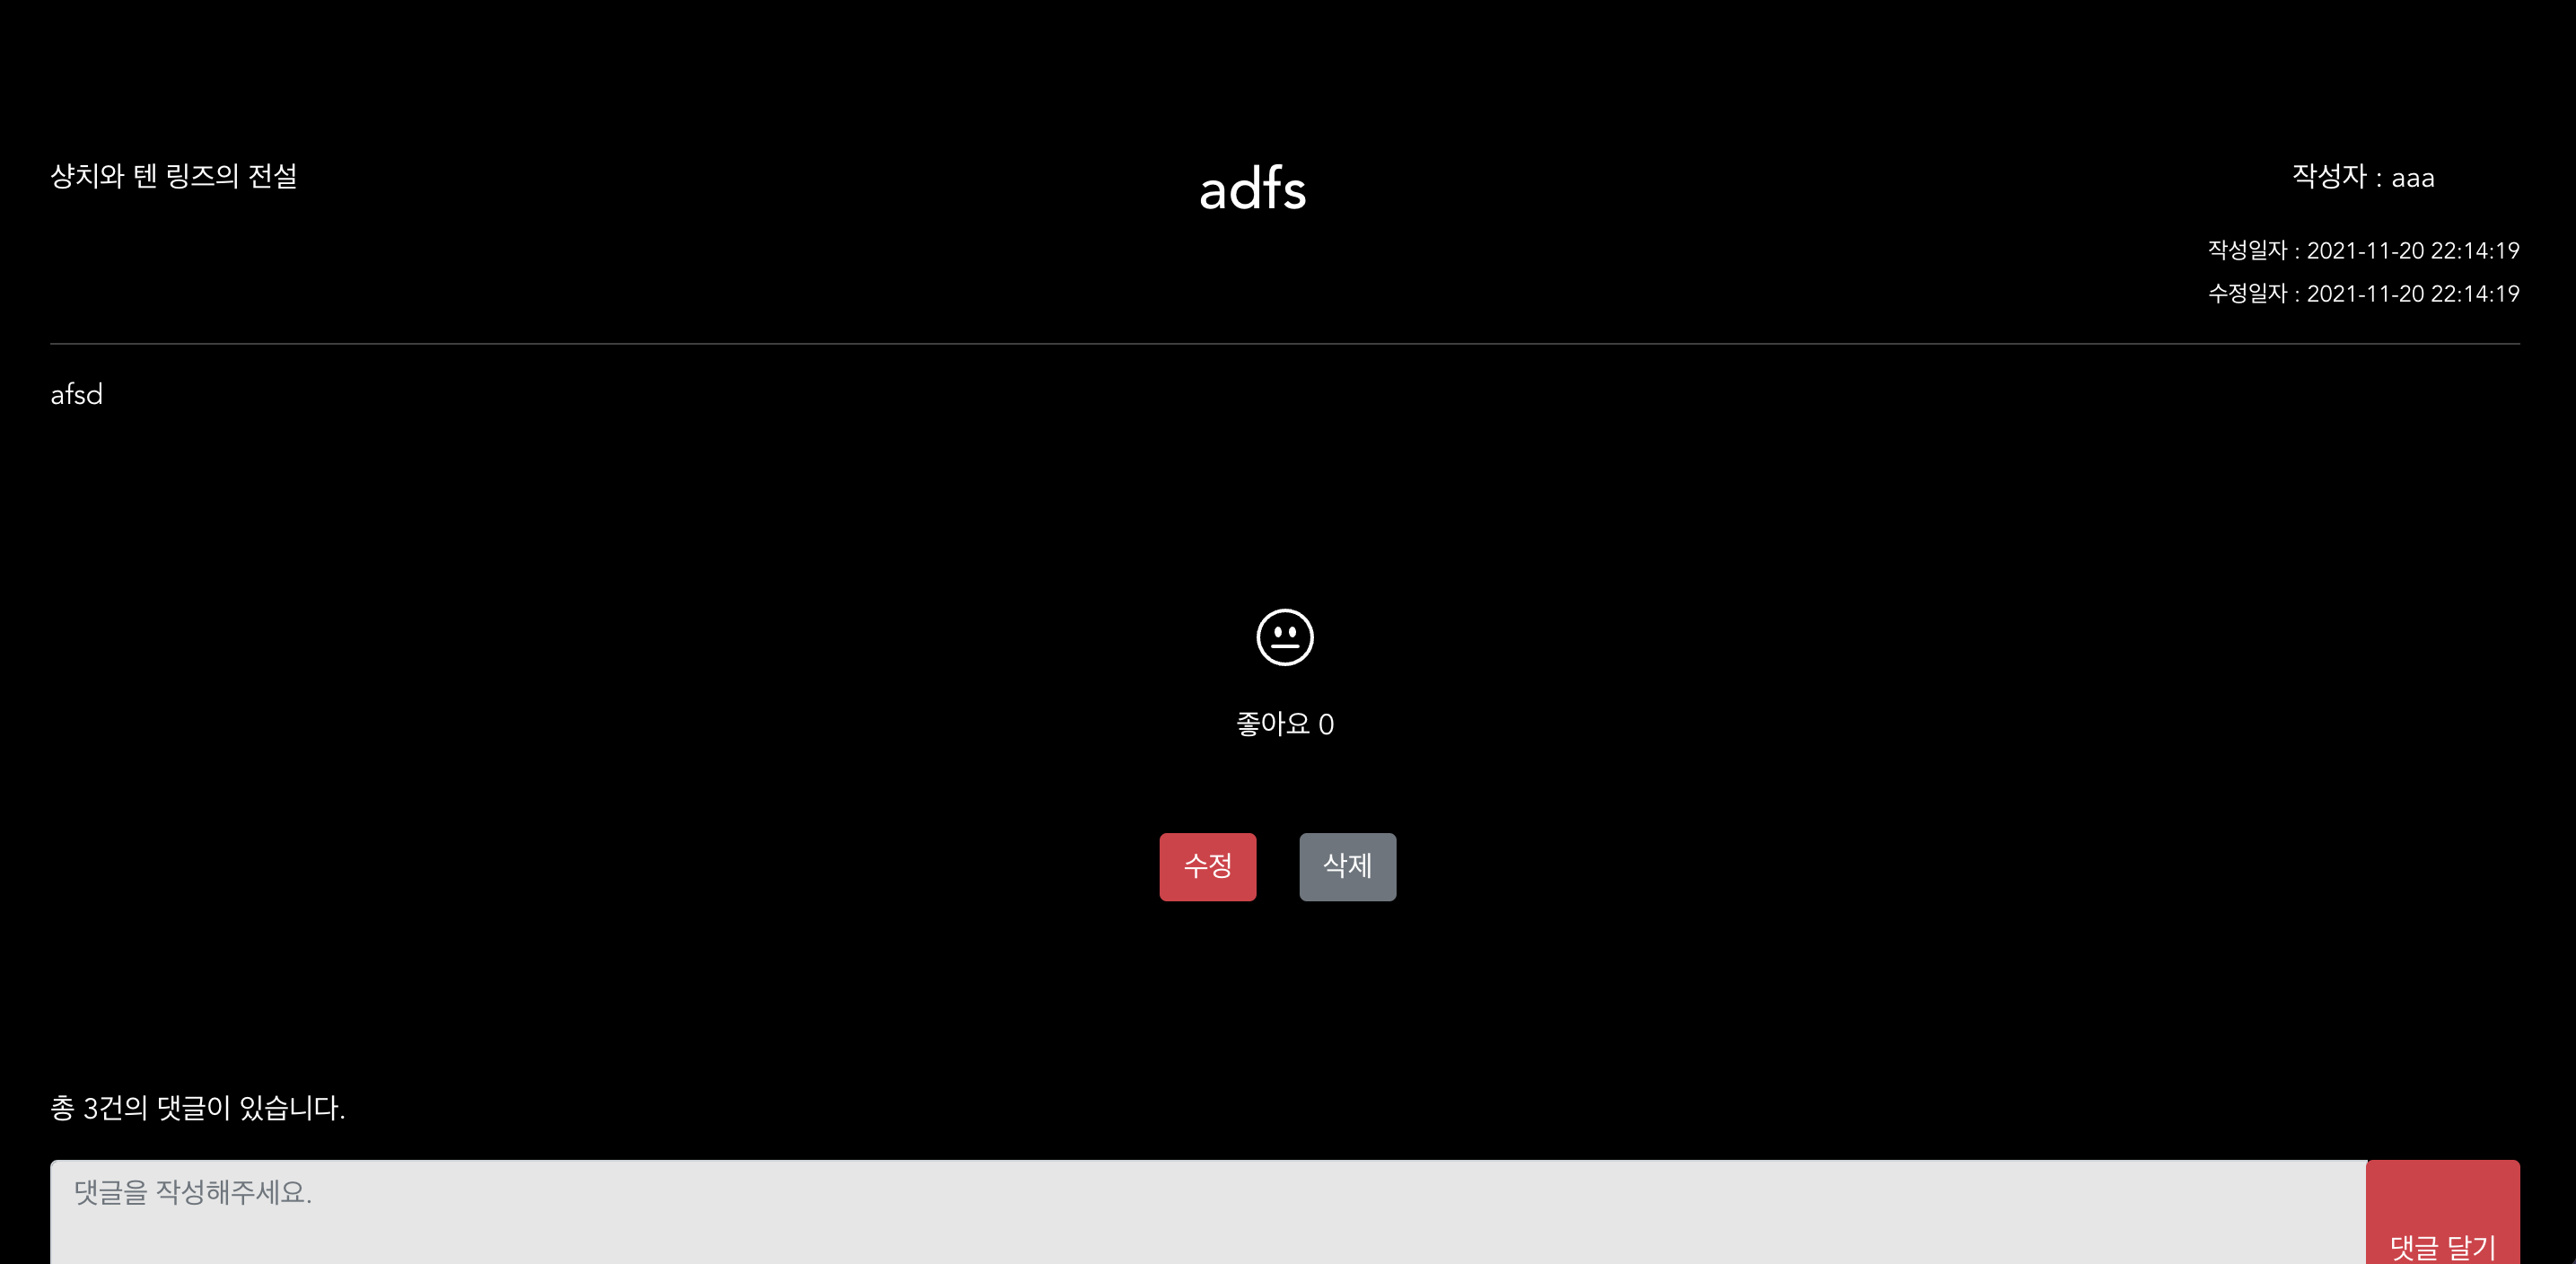 샹치와 텐 링즈의 전설
adfs
작성자 : aaa
작성일자 : 2021-11-20 22:14:19
수정일자 : 2021-11-20 22:14:19
afsd
좋아요 0
수정
삭제
총 3건의 댓글이 있습니다.
댓글을 작성해주세요.
댓글 달기